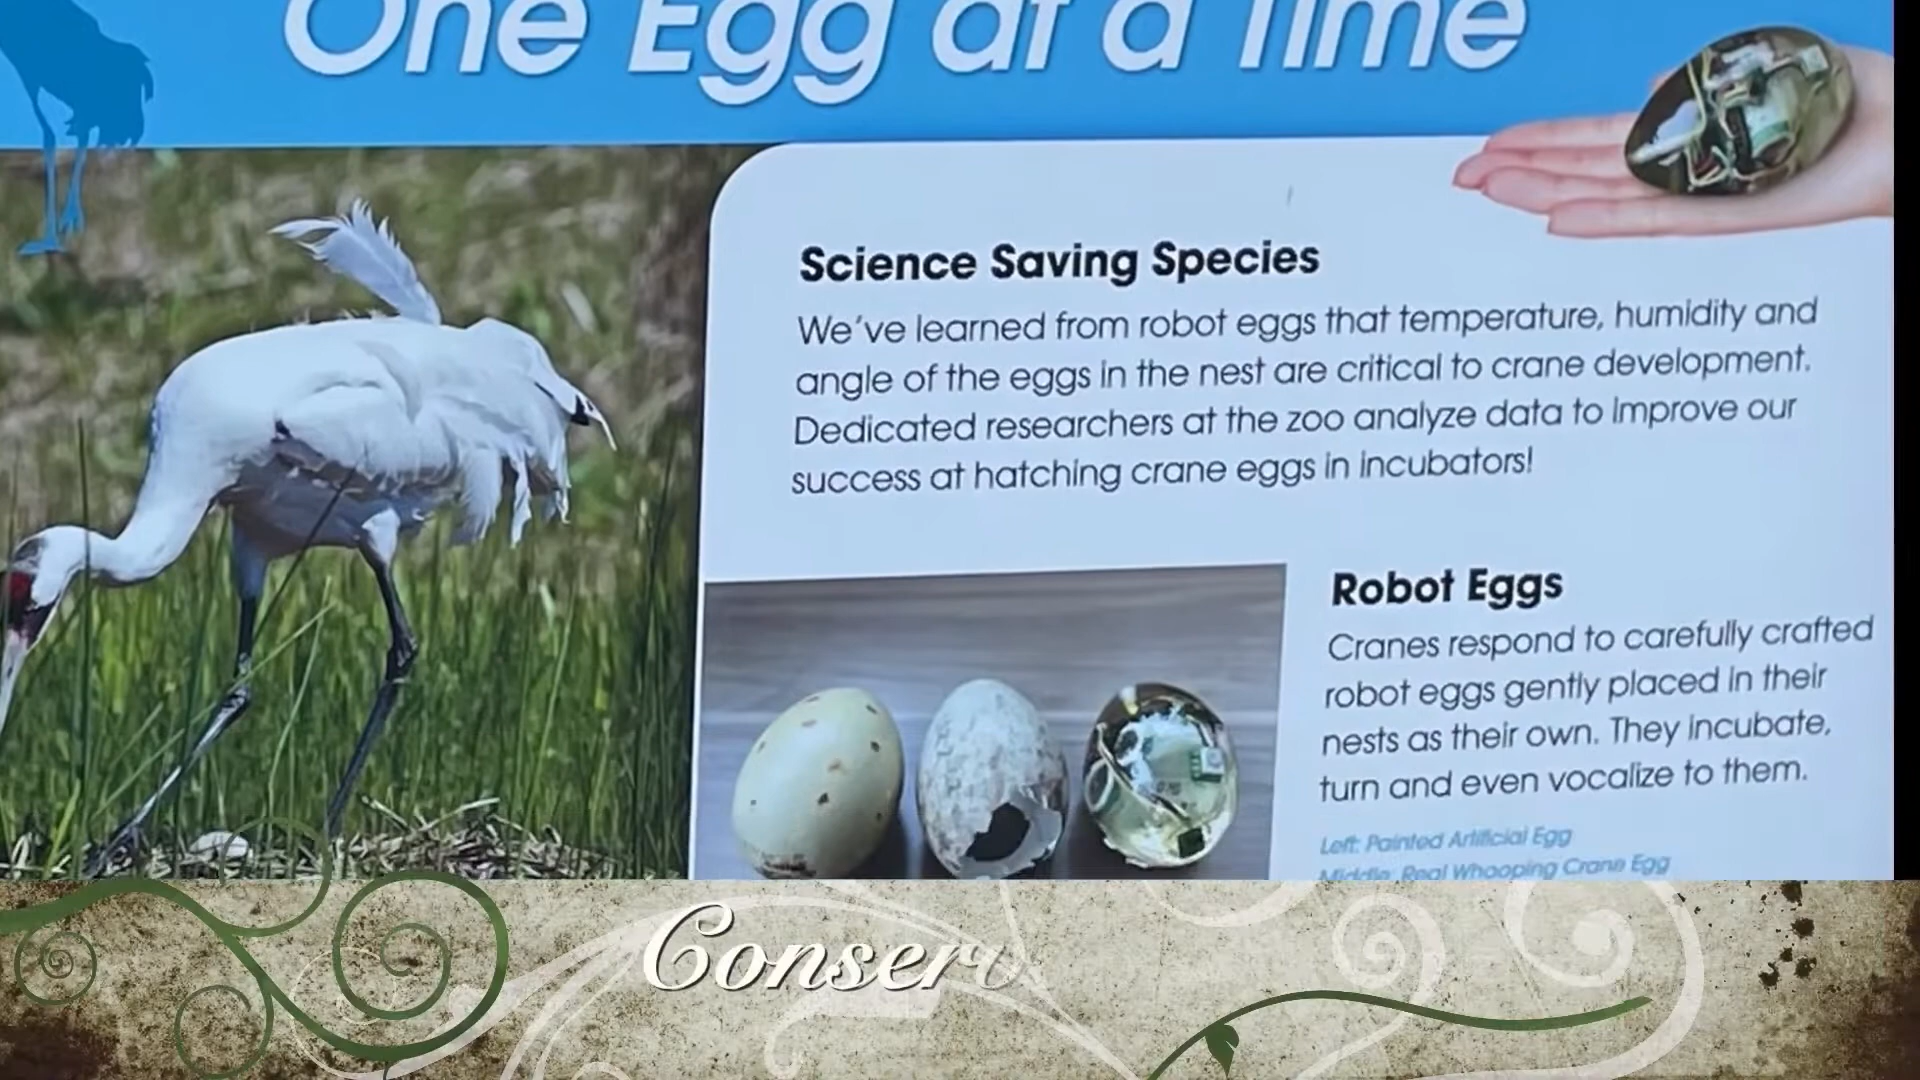 One Egg at a Time
Science Saving Species
We've learned from robot eggs that temperature, humidity and
angle of the eggs in the nest are critical to crane development.
Dedicated researchers at the zoo analyze data to improve our
success at hatching crane eggs in incubators!
Robot Eggs
Cranes respond to carefully crafted
robot eggs gently placed in their
nests as their own. They incubate,
turn and even vocalize to them.
Left: Painted Artificial Egg
Middle: Real Whooping Crane Egg
Conserv